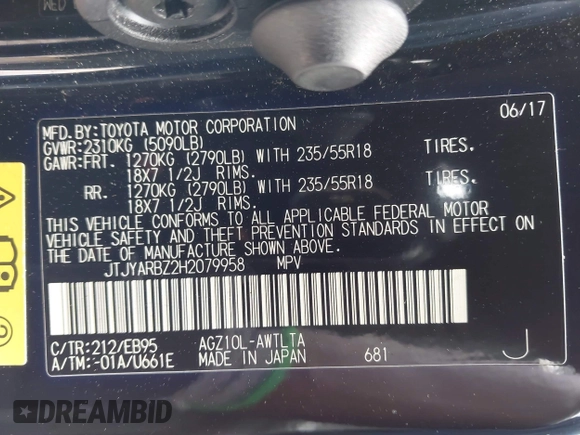 WED
06/17
MFD.BY:TOYOTA MOTOR CORPORATION
GVWR:2310KG (5090LB)
GAWR:FRT. 1270KG (2790LB) WITH 235/55R18 TIRES.
18X7 1/2J RIMS.
RR. 1270KG (2790LB) WITH 235/55R18 TIRES.
18X7 1/2J RIMS.
THIS VEHICLE CONFORMS TO ALL APPLICABLE FEDERAL MOTOR
VEHICLE SAFETY AND THEFT PREVENTION STANDARDS IN EFFECT ON
THE DATE OF MANUFACTURE SHOWN ABOVE.
JTJYARBZ2H2079958 MPV
C/TR:212/EB95 AGZ10L-AWTLTA
A/TM:-01A/U661E MADE IN JAPAN 681 J
DREAMBID